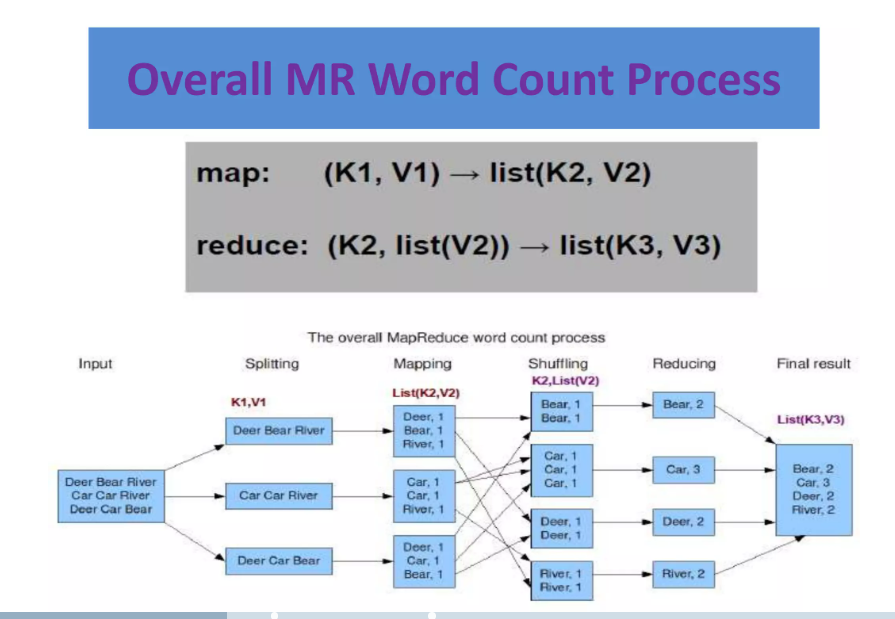 Overall MR Word Count Process
map: (K1, V1) → list(K2, V2)
reduce: (K2, list(V2)) → list(K3, V3)
The overall MapReduce word count process
Input
Splitting
Mapping
Shuffling
Reducing
Final result
K1,V1
List(K2,V2)
K2,List(V2)
List(K3,V3)
Deer Bear River
Car Car River
Deer Car Bear
Deer Bear River
Car Car River
Deer Car Bear
Deer, 1
Bear, 1
River, 1
Car, 1
Car, 1
River, 1
Deer, 1
Car, 1
Bear, 1
Bear, 1
Bear, 1
Car, 1
Car, 1
Car, 1
Deer, 1
Deer, 1
River, 1
River, 1
Bear, 2
Car, 3
Deer, 2
River, 2
Bear, 2
Car, 3
Deer, 2
River, 2